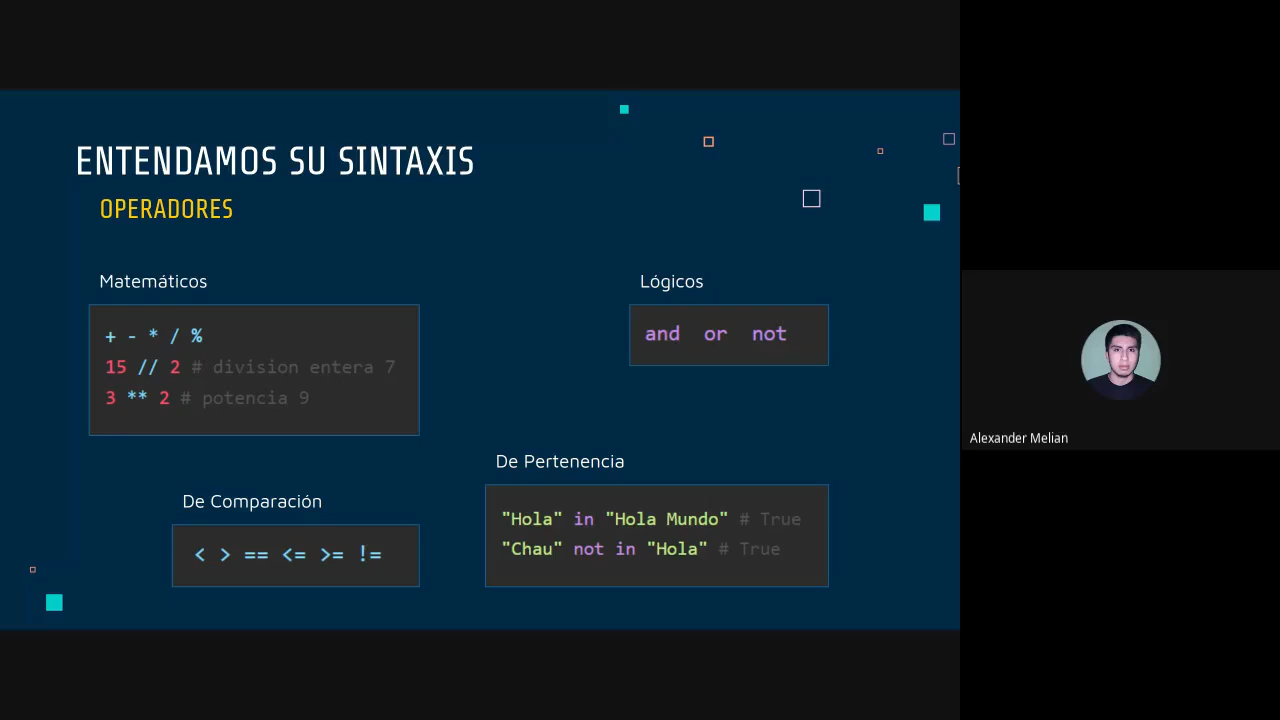 ENTENDAMOS SU SINTAXIS
OPERADORES
Matemáticos
+ - * / %
15 // 2 # division entera 7
3 ** 2 # potencia 9
Lógicos
and or not
De Comparación
< > == <= >= !=
De Pertenencia
"Hola" in "Hola Mundo" # True
"Chau" not in "Hola" # True
Alexander Melian